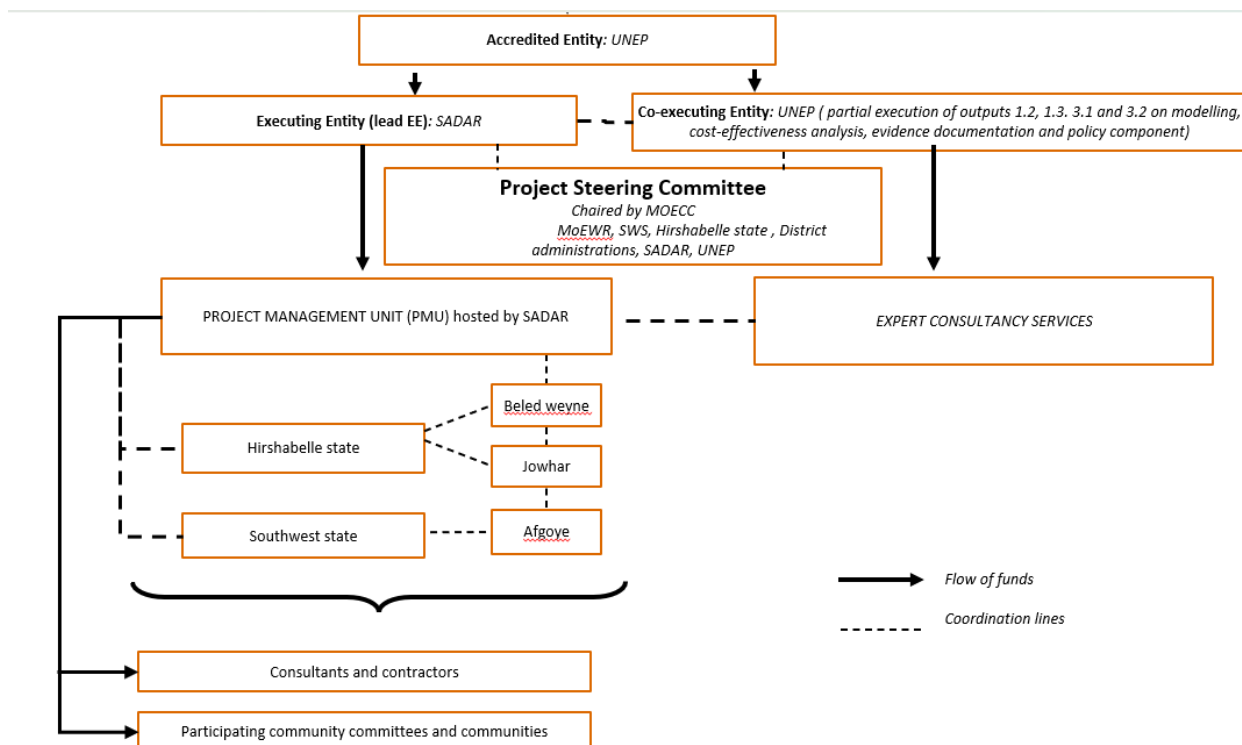 Accredited Entity: UNEP
Executing Entity (lead EE): SADAR
Co-executing Entity: UNEP ( partial execution of outputs 1.2, 1.3. 3.1 and 3.2 on modelling,
cost-effectiveness analysis, evidence documentation and policy component)
Project Steering Committee
Chaired by MOECC
MoEWR, SWS, Hirshabelle state , District
administrations, SADAR, UNEP
PROJECT MANAGEMENT UNIT (PMU) hosted by SADAR
EXPERT CONSULTANCY SERVICES
Beled weyne
Hirshabelle state
Jowhar
Southwest state
Afgoye
Flow of funds
Coordination lines
Consultants and contractors
Participating community committees and communities